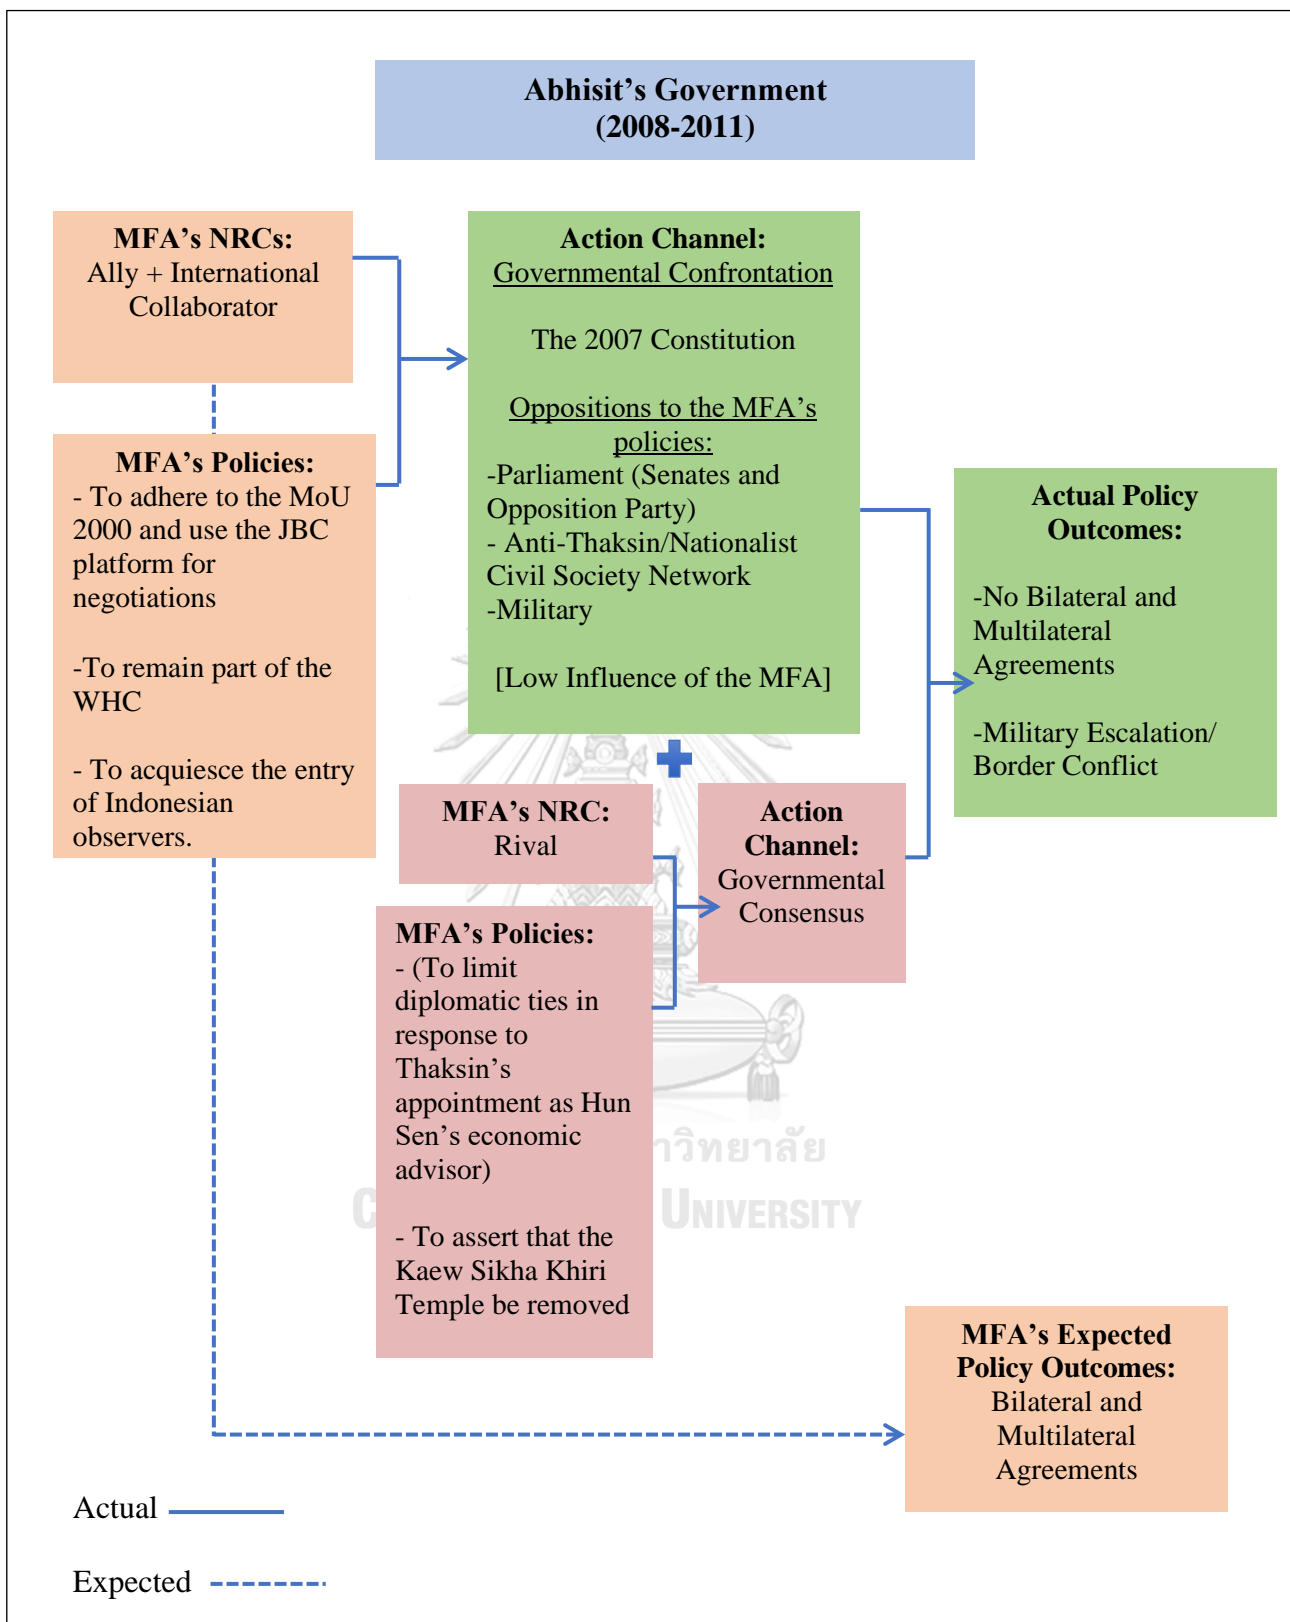 Abhisit's Government
(2008-2011)
MFA's NRCs:
Ally + International
Collaborator
MFA's Policies:
- To adhere to the MoU
2000 and use the JBC
platform for
negotiations
-To remain part of the
WHC
- To acquiesce the entry
of Indonesian
observers.
Action Channel:
Governmental Confrontation
The 2007 Constitution
Oppositions to the MFA's
policies:
-Parliament (Senates and
Opposition Party)
- Anti-Thaksin/Nationalist
Civil Society Network
-Military
[Low Influence of the MFA]
MFA's NRC:
Rival
MFA's Policies:
- (To limit
diplomatic ties in
response to
Thaksin's
appointment as Hun
Sen's economic
advisor)
- To assert that the
Kaew Sikha Khiri
Temple be removed
Action
Channel:
Governmental
Consensus
Actual Policy
Outcomes:
-No Bilateral and
Multilateral
Agreements
-Military Escalation/
Border Conflict
MFA's Expected
Policy Outcomes:
Bilateral and
Multilateral
Agreements
Actual
Expected
UNIVERSITY